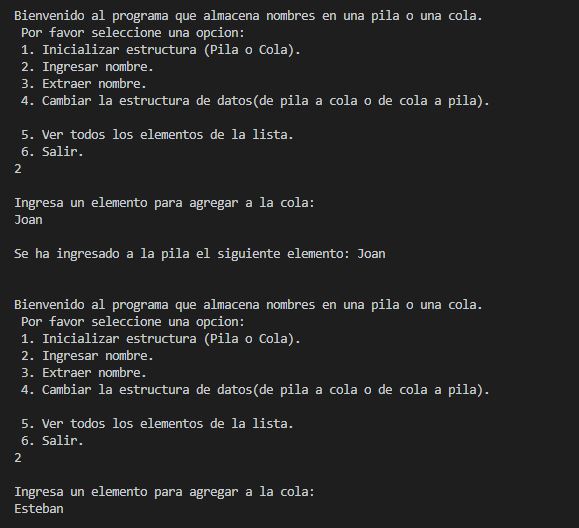 Bienvenido al programa que almacena nombres en una pila o una cola.
Por favor seleccione una opcion:
1. Inicializar estructura (Pila o Cola).
2. Ingresar nombre.
3. Extraer nombre.
4. Cambiar la estructura de datos(de pila a cola o de cola a pila).
5. Ver todos los elementos de la lista.
6. Salir.
2
Ingresa un elemento para agregar a la cola:
Joan
Se ha ingresado a la pila el siguiente elemento: Joan
Bienvenido al programa que almacena nombres en una pila o una cola.
Por favor seleccione una opcion:
1. Inicializar estructura (Pila o Cola).
2. Ingresar nombre.
3. Extraer nombre.
4. Cambiar la estructura de datos(de pila a cola o de cola a pila).
5. Ver todos los elementos de la lista.
6. Salir.
2
Ingresa un elemento para agregar a la cola:
Esteban